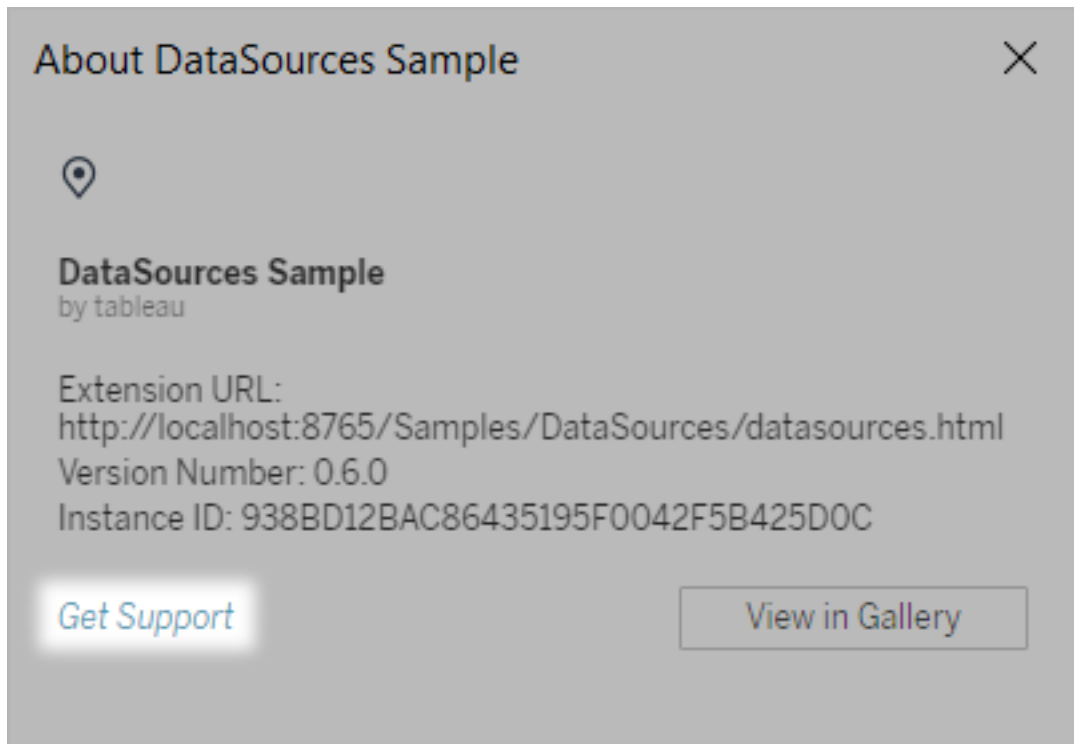 About DataSources Sample
DataSources Sample
by tableau
Extension URL:
http://localhost:8765/Samples/DataSources/datasources.html
Version Number: 0.6.0
Instance ID: 938BD12BAC86435195F0042F5B425D0C
Get Support
View in Gallery